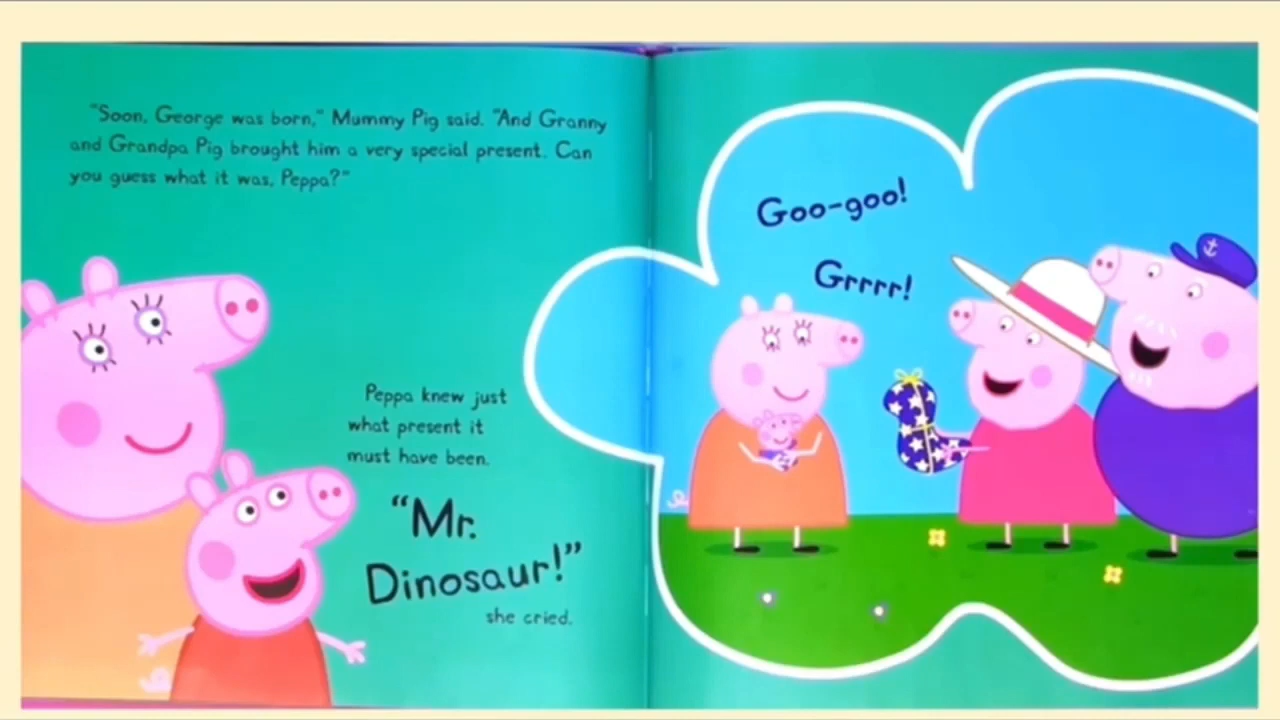 "Soon, George was born," Mummy Pig said. "And Granny
and Grandpa Pig brought him a very special present. Can
you guess what it was, Peppa?"
Peppa knew just
what present it
must have been.
"Mr.
Dinosaur!"
she cried.
Goo-goo!
Grrrr!